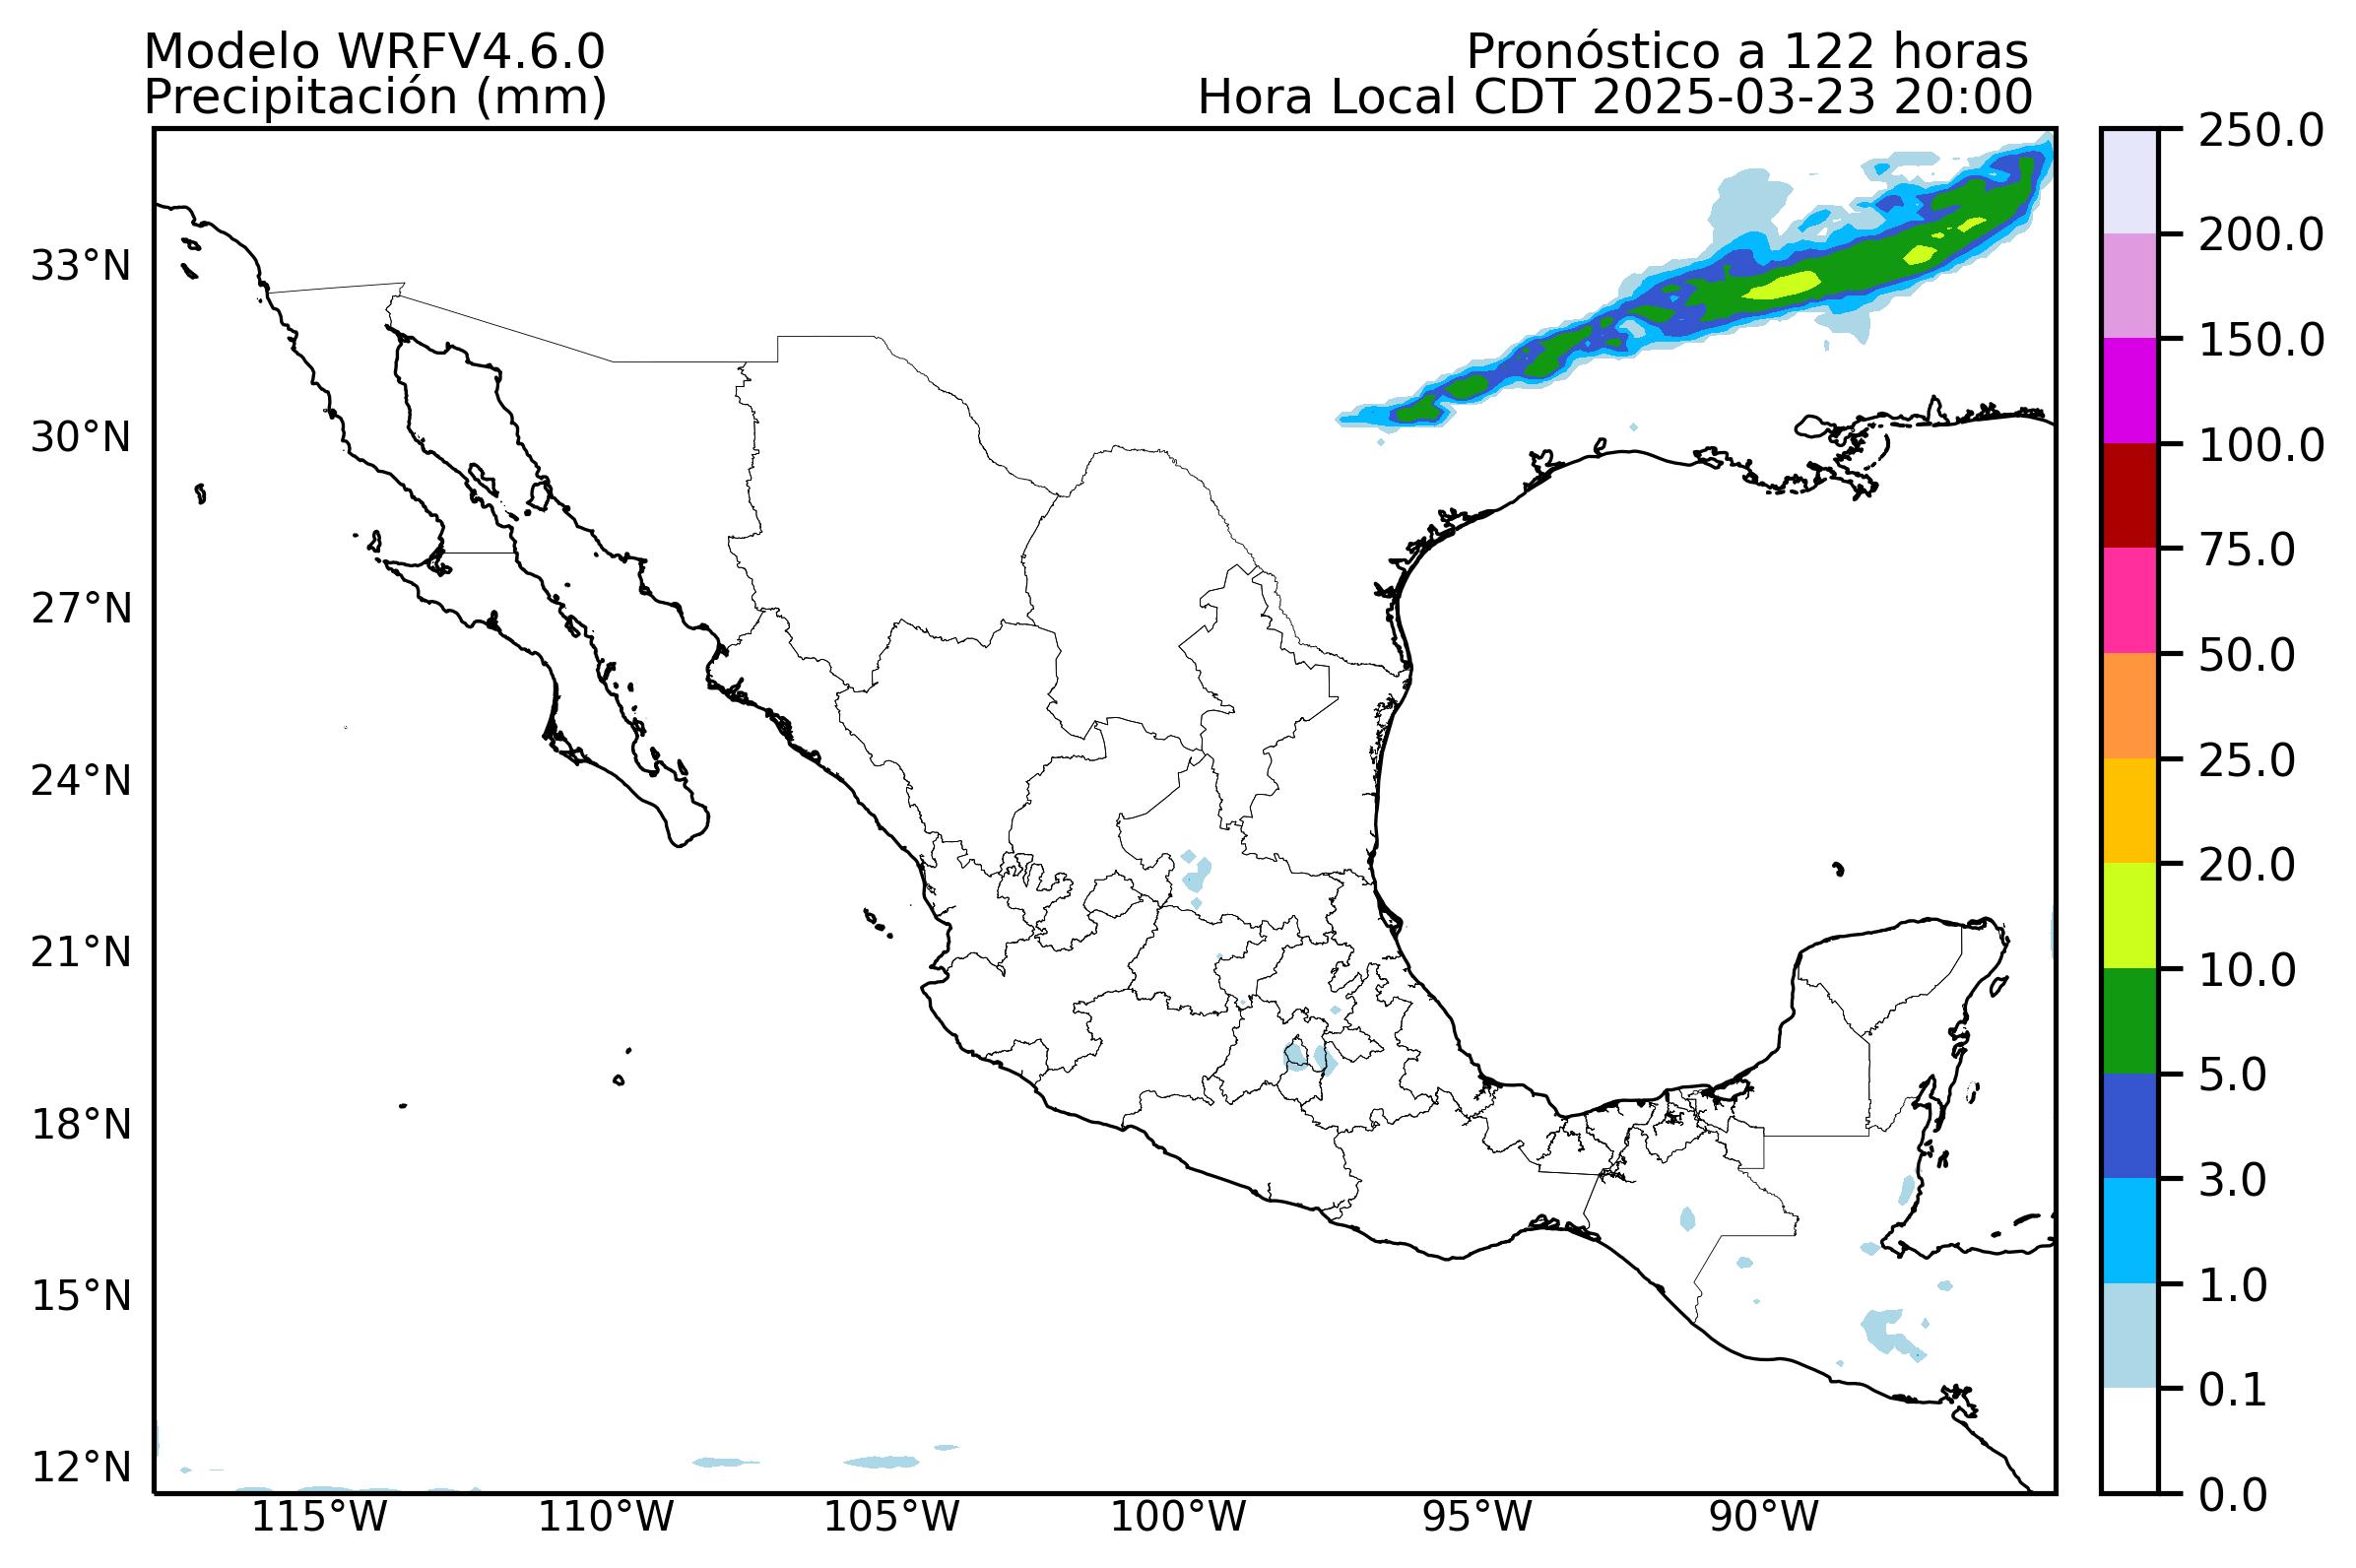 Modelo WRFV4.6.0
Pronóstico a 122 horas
Precipitación (mm)
Hora Local CDT 2025-03-23 20:00
33°N
30°N
27°N
24°N
21°N
18°N
15°N
12°N
115°W
110°W
105°W
100°W
95°W
90°W
250.0
200.0
150.0
100.0
75.0
50.0
25.0
20.0
10.0
5.0
3.0
1.0
0.1
0.0